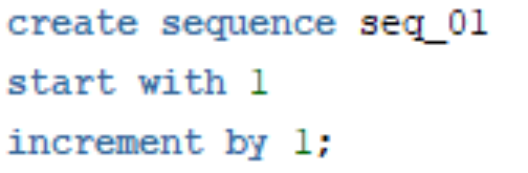 create sequence seq_01
start with 1
increment by 1;